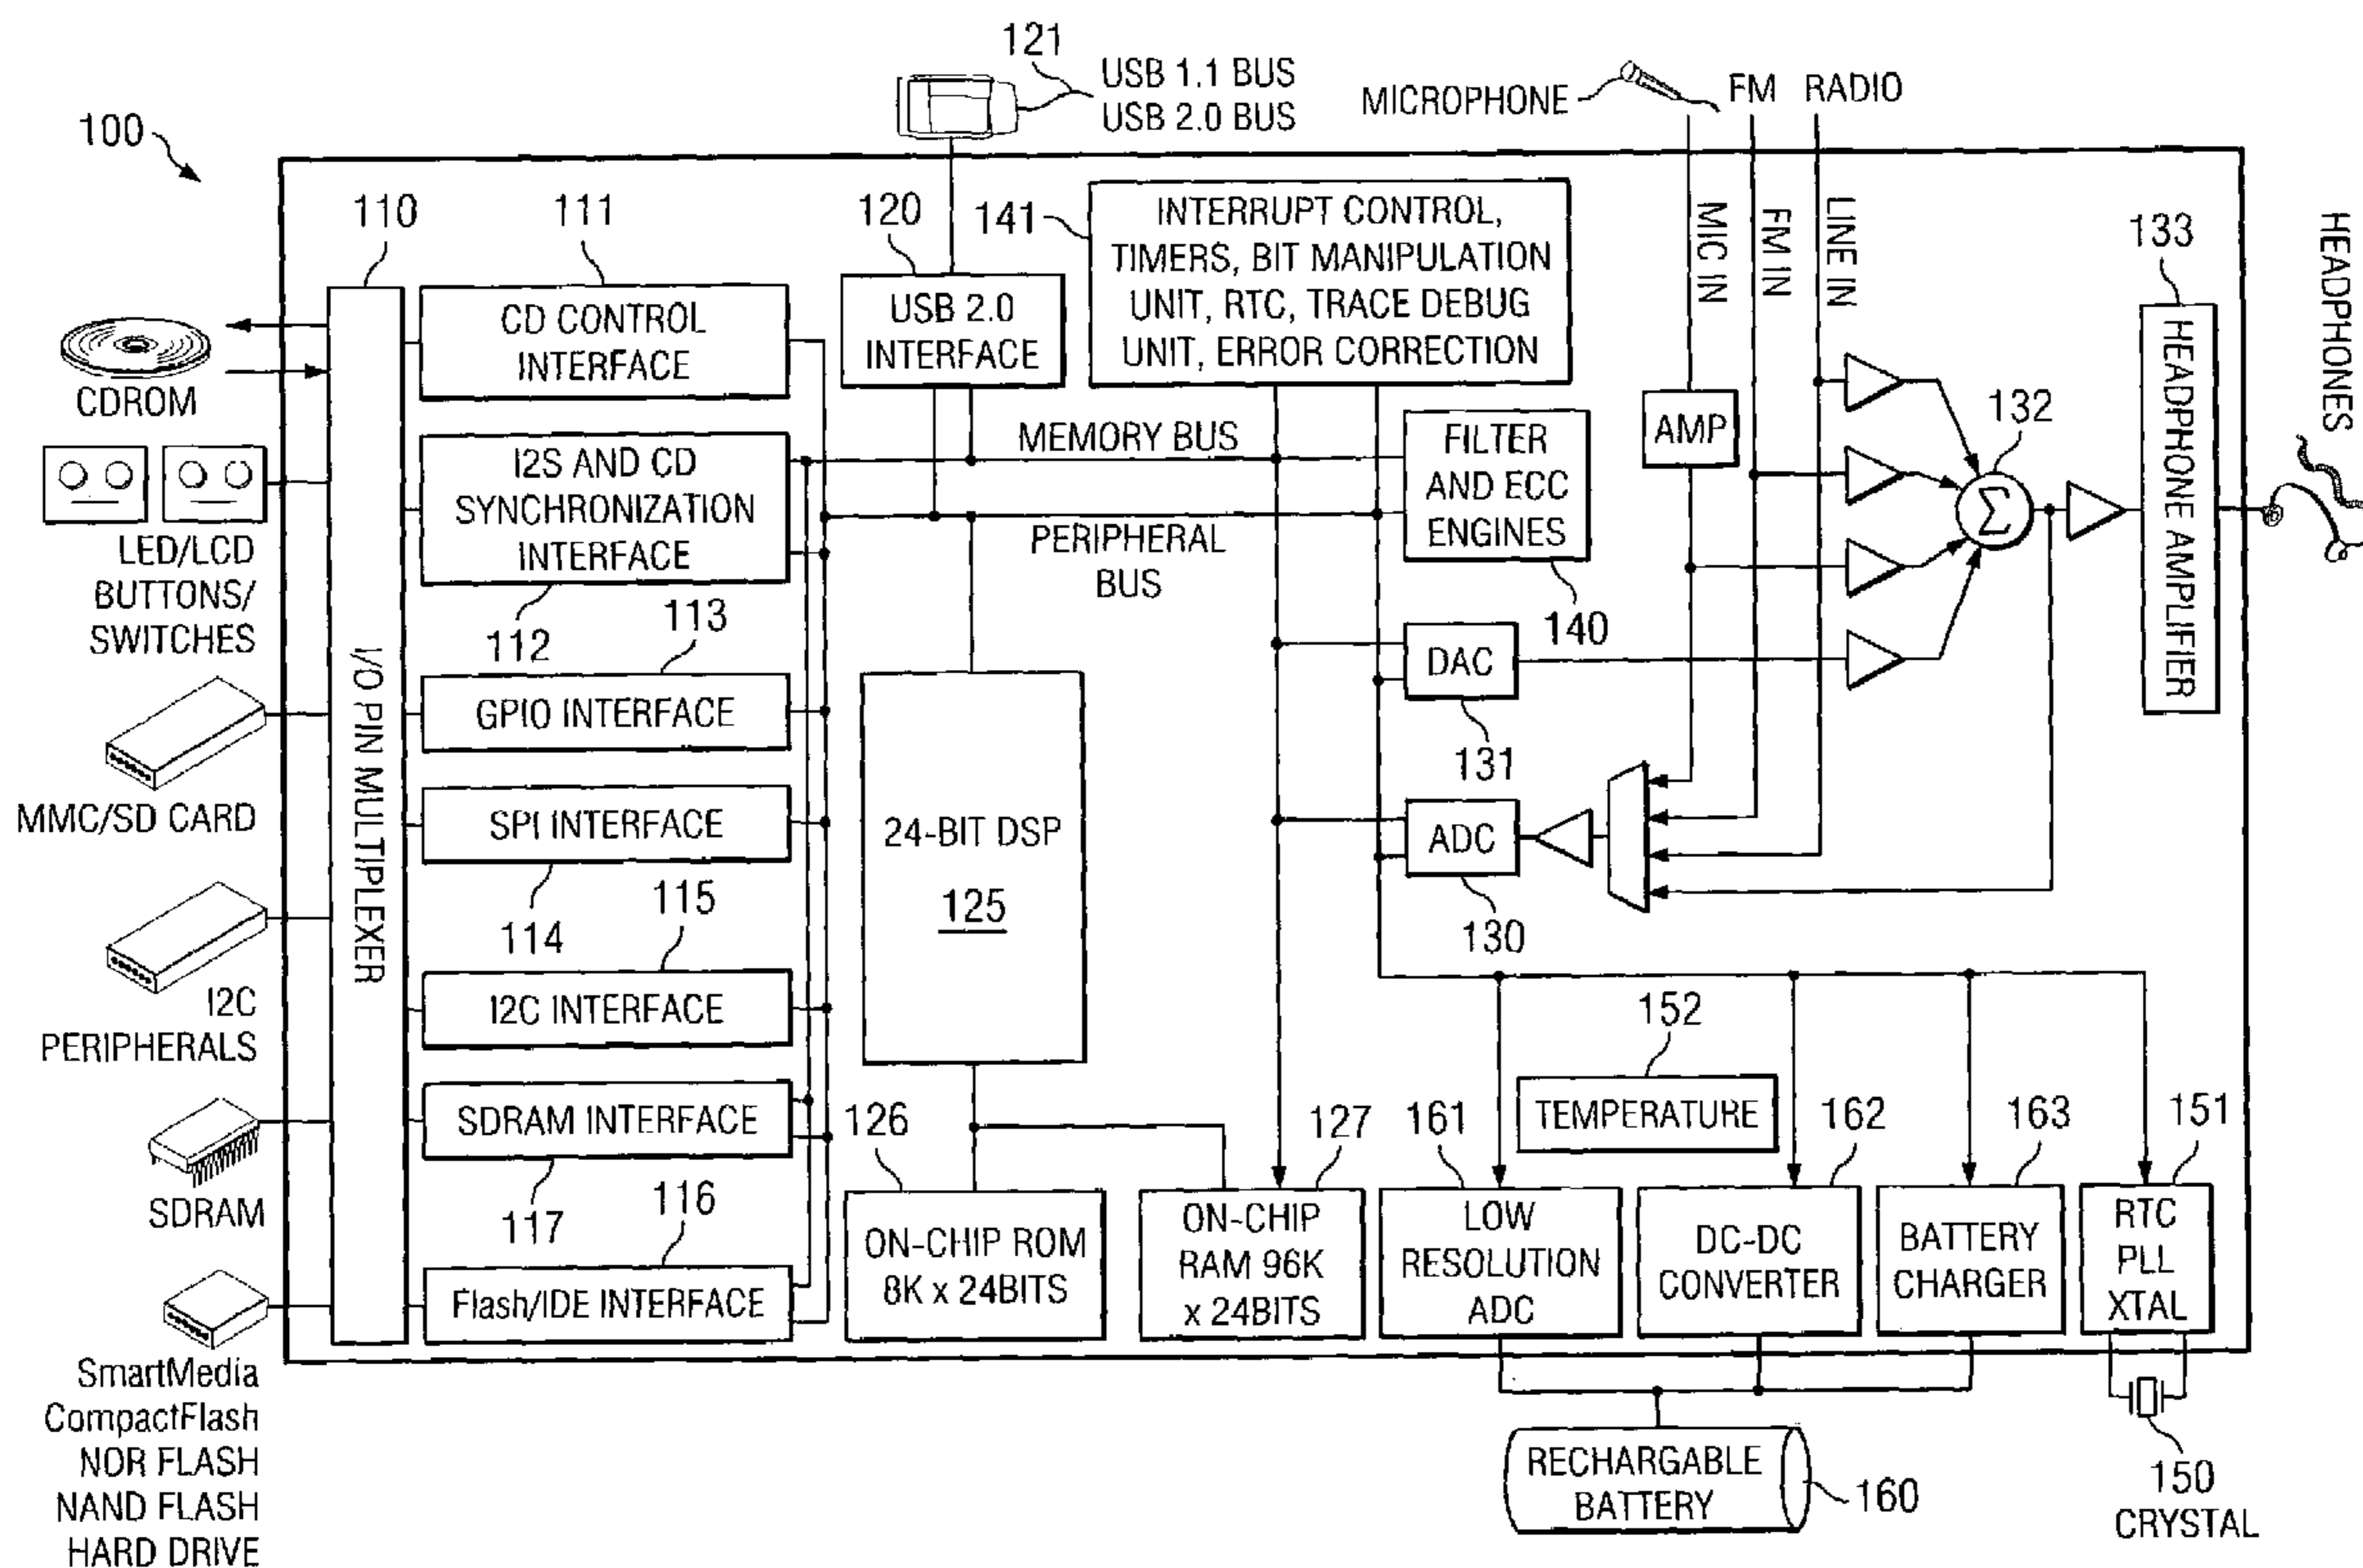 121
USB 1.1 BUS
USB 2.0 BUS
MICROPHONE
FM RADIO
100
110
111
120
141
INTERRUPT CONTROL,
TIMERS, BIT MANIPULATION
UNIT, RTC, TRACE DEBUG
UNIT, ERROR CORRECTION
MIC IN
FM IN
LINE IN
133
HEADPHONES
CD CONTROL
INTERFACE
USB 2.0
INTERFACE
CDROM
I2S AND CD
SYNCHRONIZATION
INTERFACE
MEMORY BUS
PERIPHERAL
BUS
FILTER
AND ECC
ENGINES
AMP
132
Σ
HEADPHONE AMPLIFIER
LED/LCD
BUTTONS/
SWITCHES
112
113
140
I/O PIN MULTIPLEXER
GPIO INTERFACE
DAC
131
MMC/SD CARD
SPI INTERFACE
114
24-BIT DSP
125
ADC
130
115
I2C
PERIPHERALS
I2C INTERFACE
152
TEMPERATURE
SDRAM
SDRAM INTERFACE
117
116
126
127
161
162
163
151
Flash/IDE INTERFACE
ON-CHIP ROM
8K x 24BITS
ON-CHIP
RAM 96K
x 24BITS
LOW
RESOLUTION
ADC
DC-DC
CONVERTER
BATTERY
CHARGER
RTC
PLL
XTAL
SmartMedia
CompactFlash
NOR FLASH
NAND FLASH
HARD DRIVE
RECHARGABLE
BATTERY
160
150
CRYSTAL